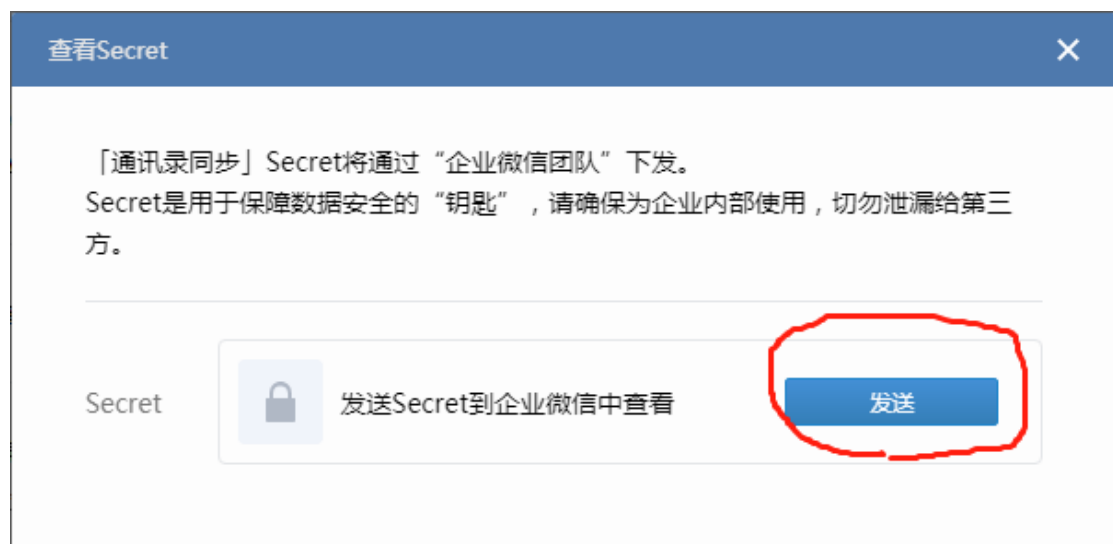 查看Secret
「通讯录同步」Secret将通过“企业微信团队”下发。
Secret是用于保障数据安全的“钥匙”，请确保为企业内部使用，切勿泄漏给第三
方。
Secret
发送Secret到企业微信中查看
发送